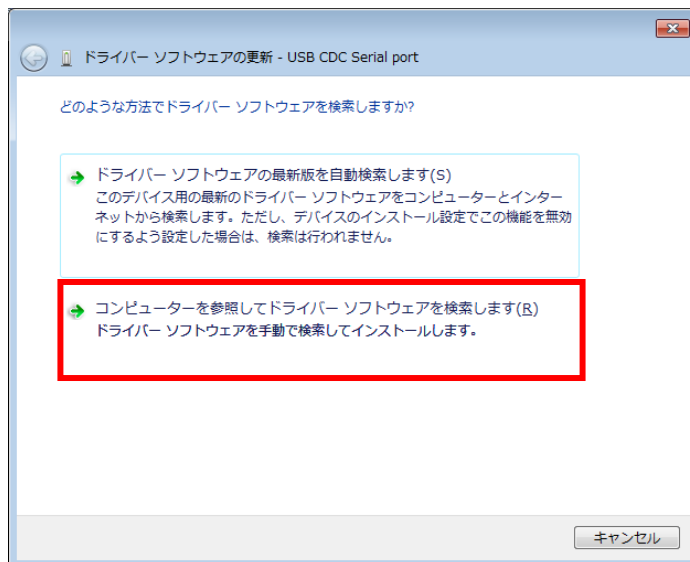 ドライバー ソフトウェアの更新 - USB CDC Serial port
どのような方法でドライバー ソフトウェアを検索しますか?
ドライバー ソフトウェアの最新版を自動検索します(S)
このデバイス用の最新のドライバー ソフトウェアをコンピューターとインター
ネットから検索します。ただし、デバイスのインストール設定でこの機能を無効
にするよう設定した場合は、検索は行われません。
コンピューターを参照してドライバー ソフトウェアを検索します(R)
ドライバー ソフトウェアを手動で検索してインストールします。
キャンセル